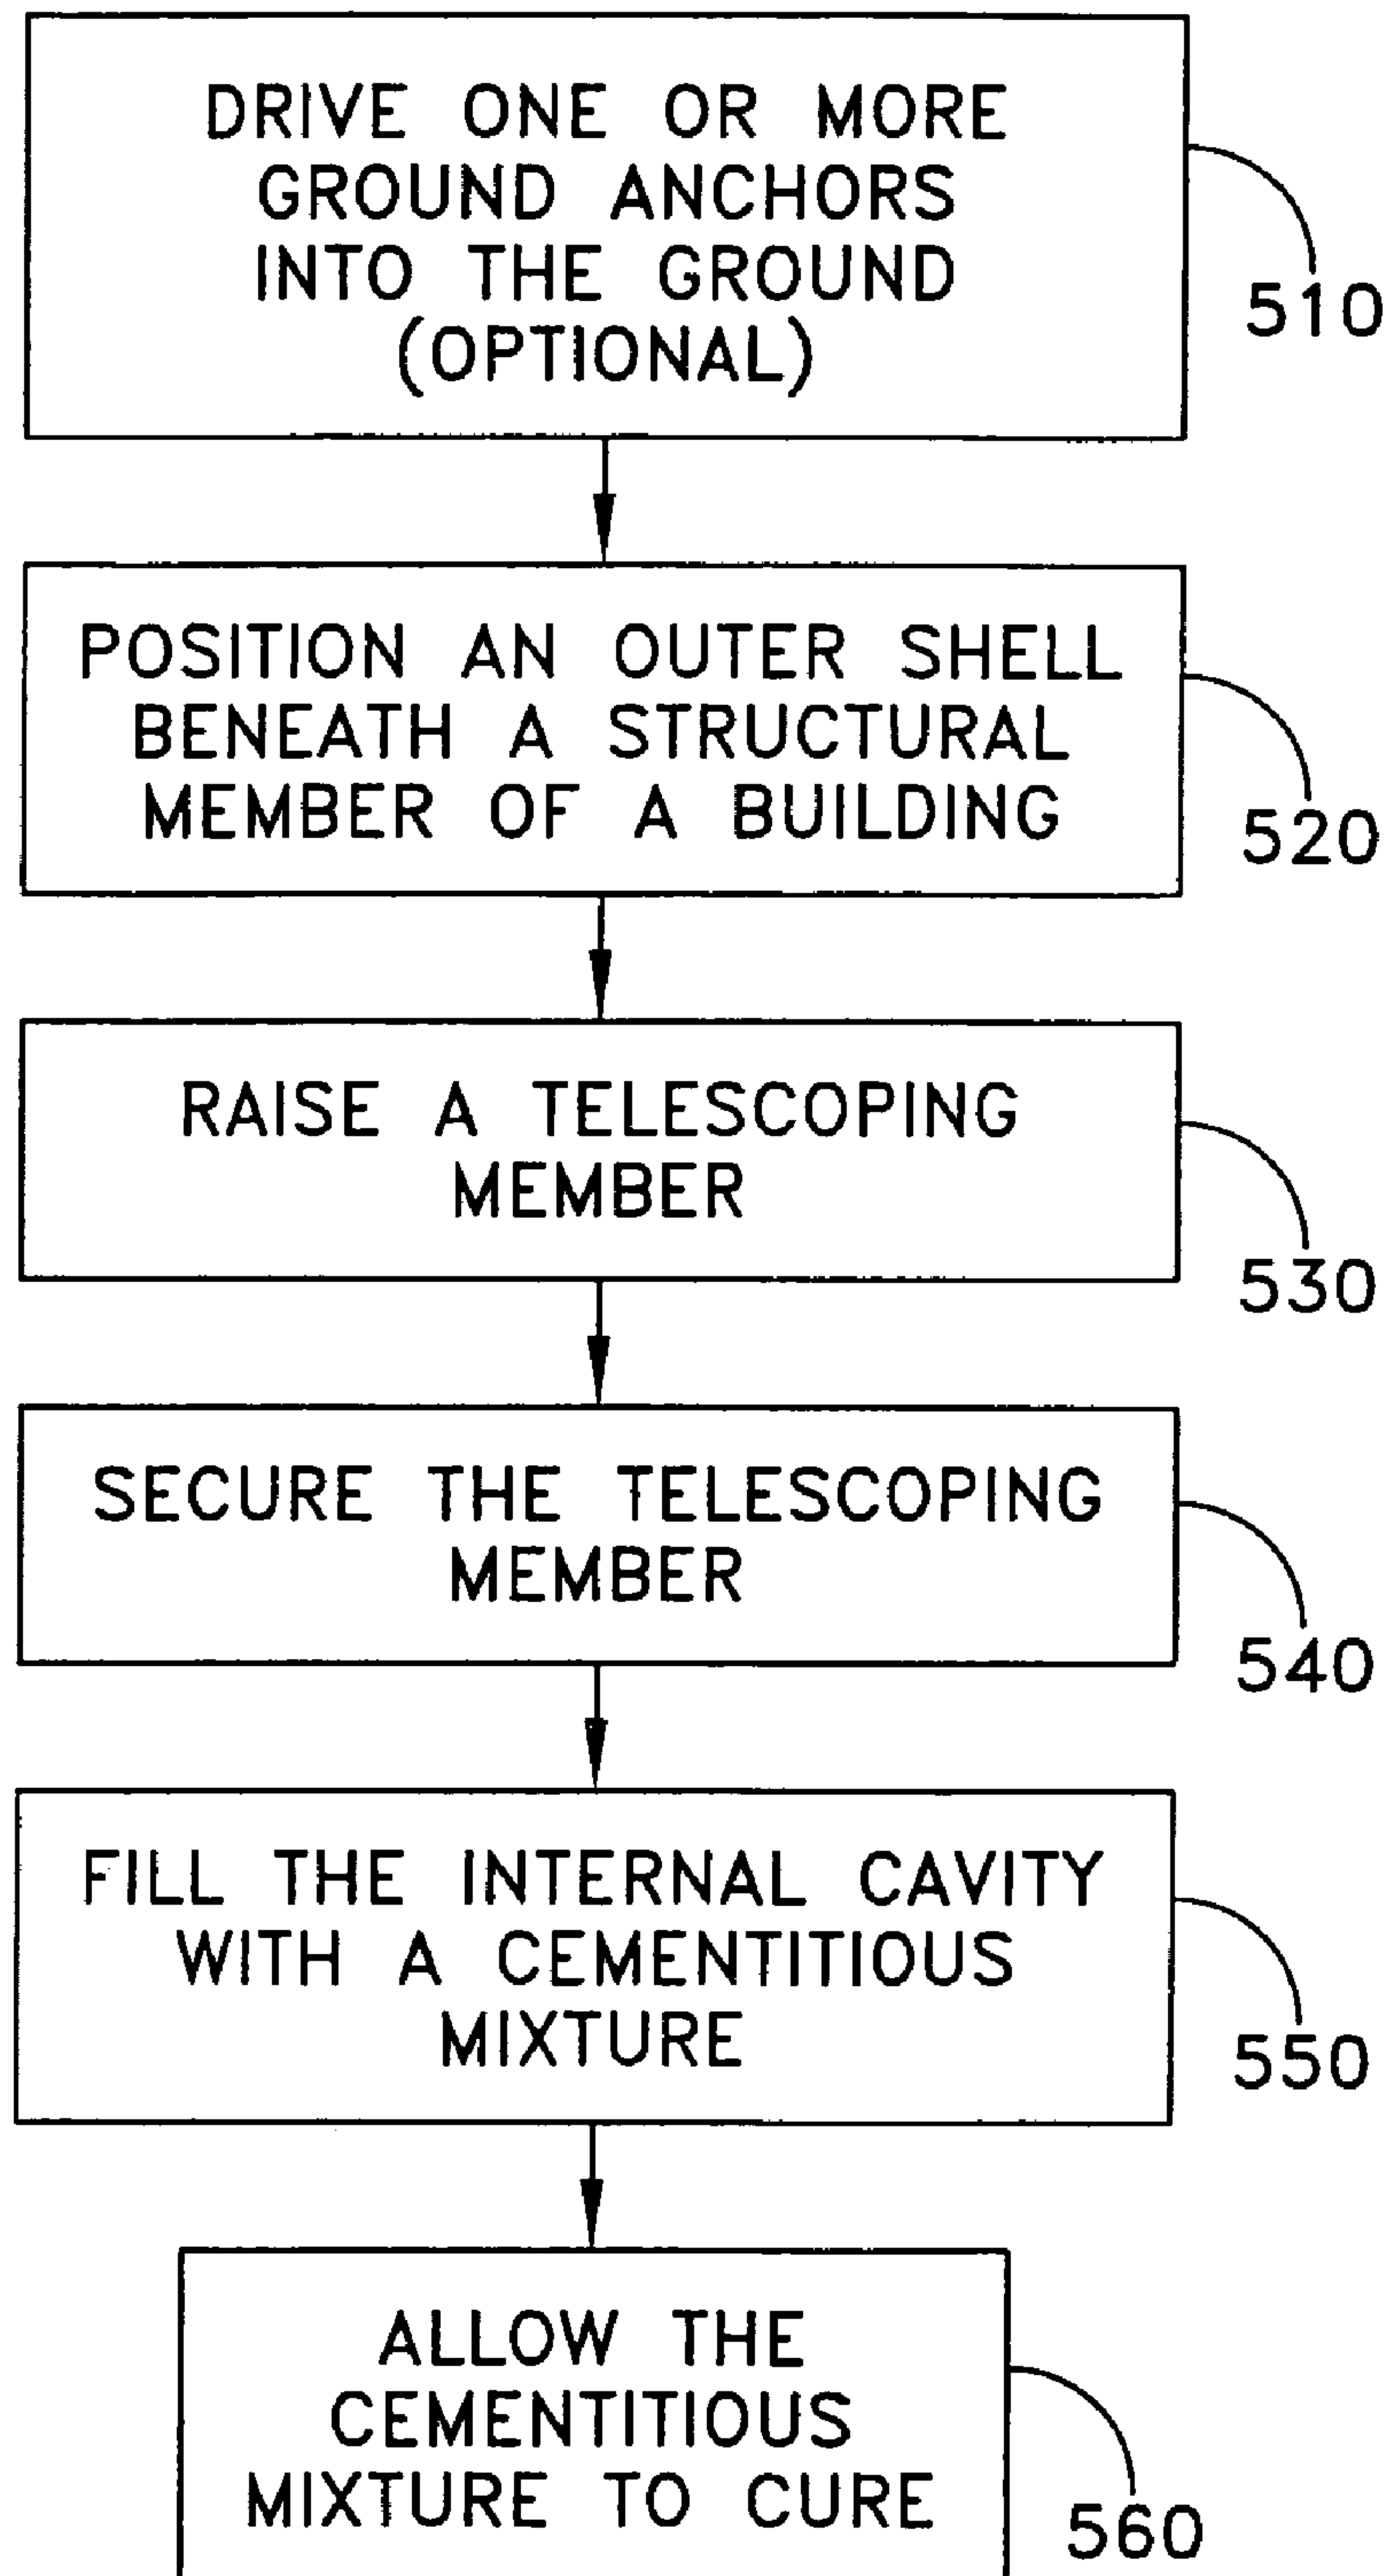 DRIVE ONE OR MORE
GROUND ANCHORS
INTO THE GROUND
(OPTIONAL)
510
POSITION AN OUTER SHELL
BENEATH A STRUCTURAL
MEMBER OF A BUILDING
520
RAISE A TELESCOPING
MEMBER
530
SECURE THE TELESCOPING
MEMBER
540
FILL THE INTERNAL CAVITY
WITH A CEMENTITIOUS
MIXTURE
550
ALLOW THE
CEMENTITIOUS
MIXTURE TO CURE
560